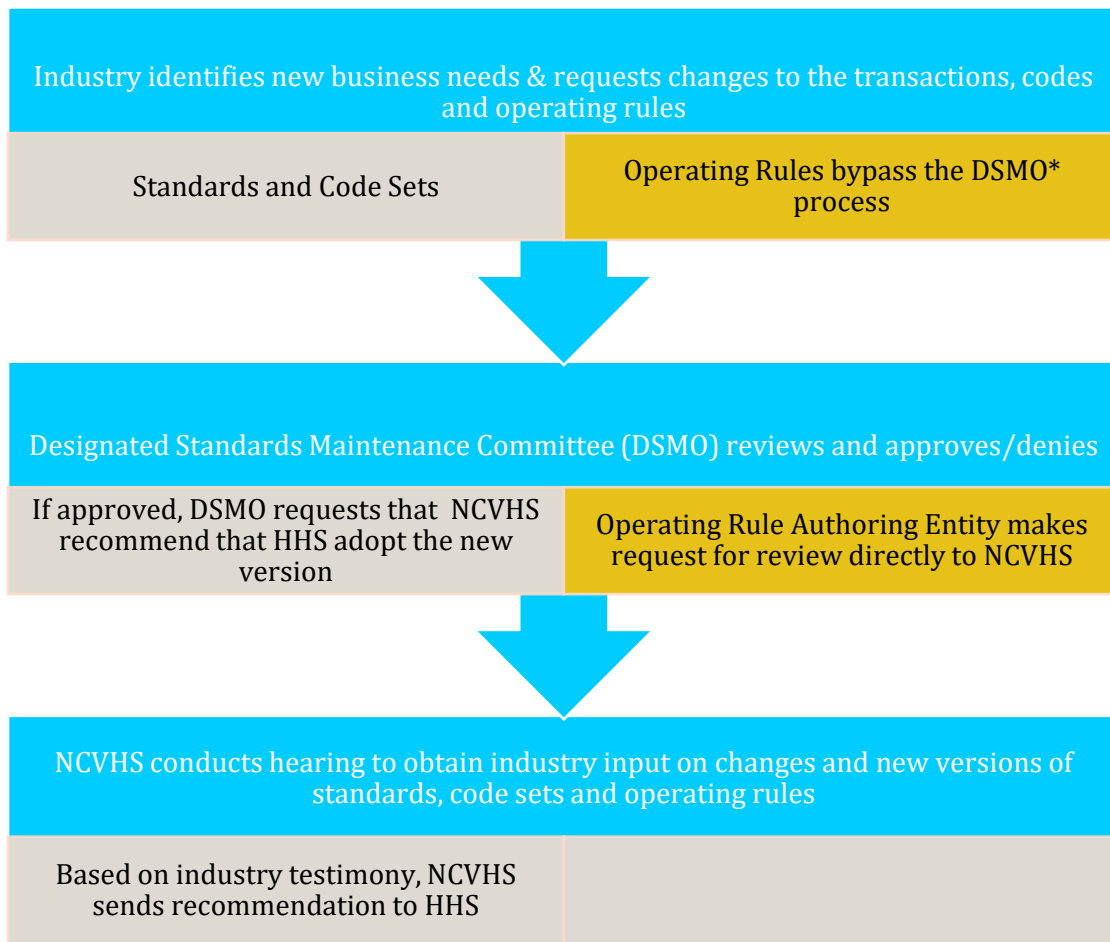 Industry identifies new business needs & requests changes to the transactions, codes
and operating rules
Standards and Code Sets
Operating Rules bypass the DSMO*
process
Designated Standards Maintenance Committee (DSMO) reviews and approves/denies
If approved, DSMO requests that NCVHS
recommend that HHS adopt the new
version
Operating Rule Authoring Entity makes
request for review directly to NCVHS
NCVHS conducts hearing to obtain industry input on changes and new versions of
standards, code sets and operating rules
Based on industry testimony, NCVHS
sends recommendation to HHS